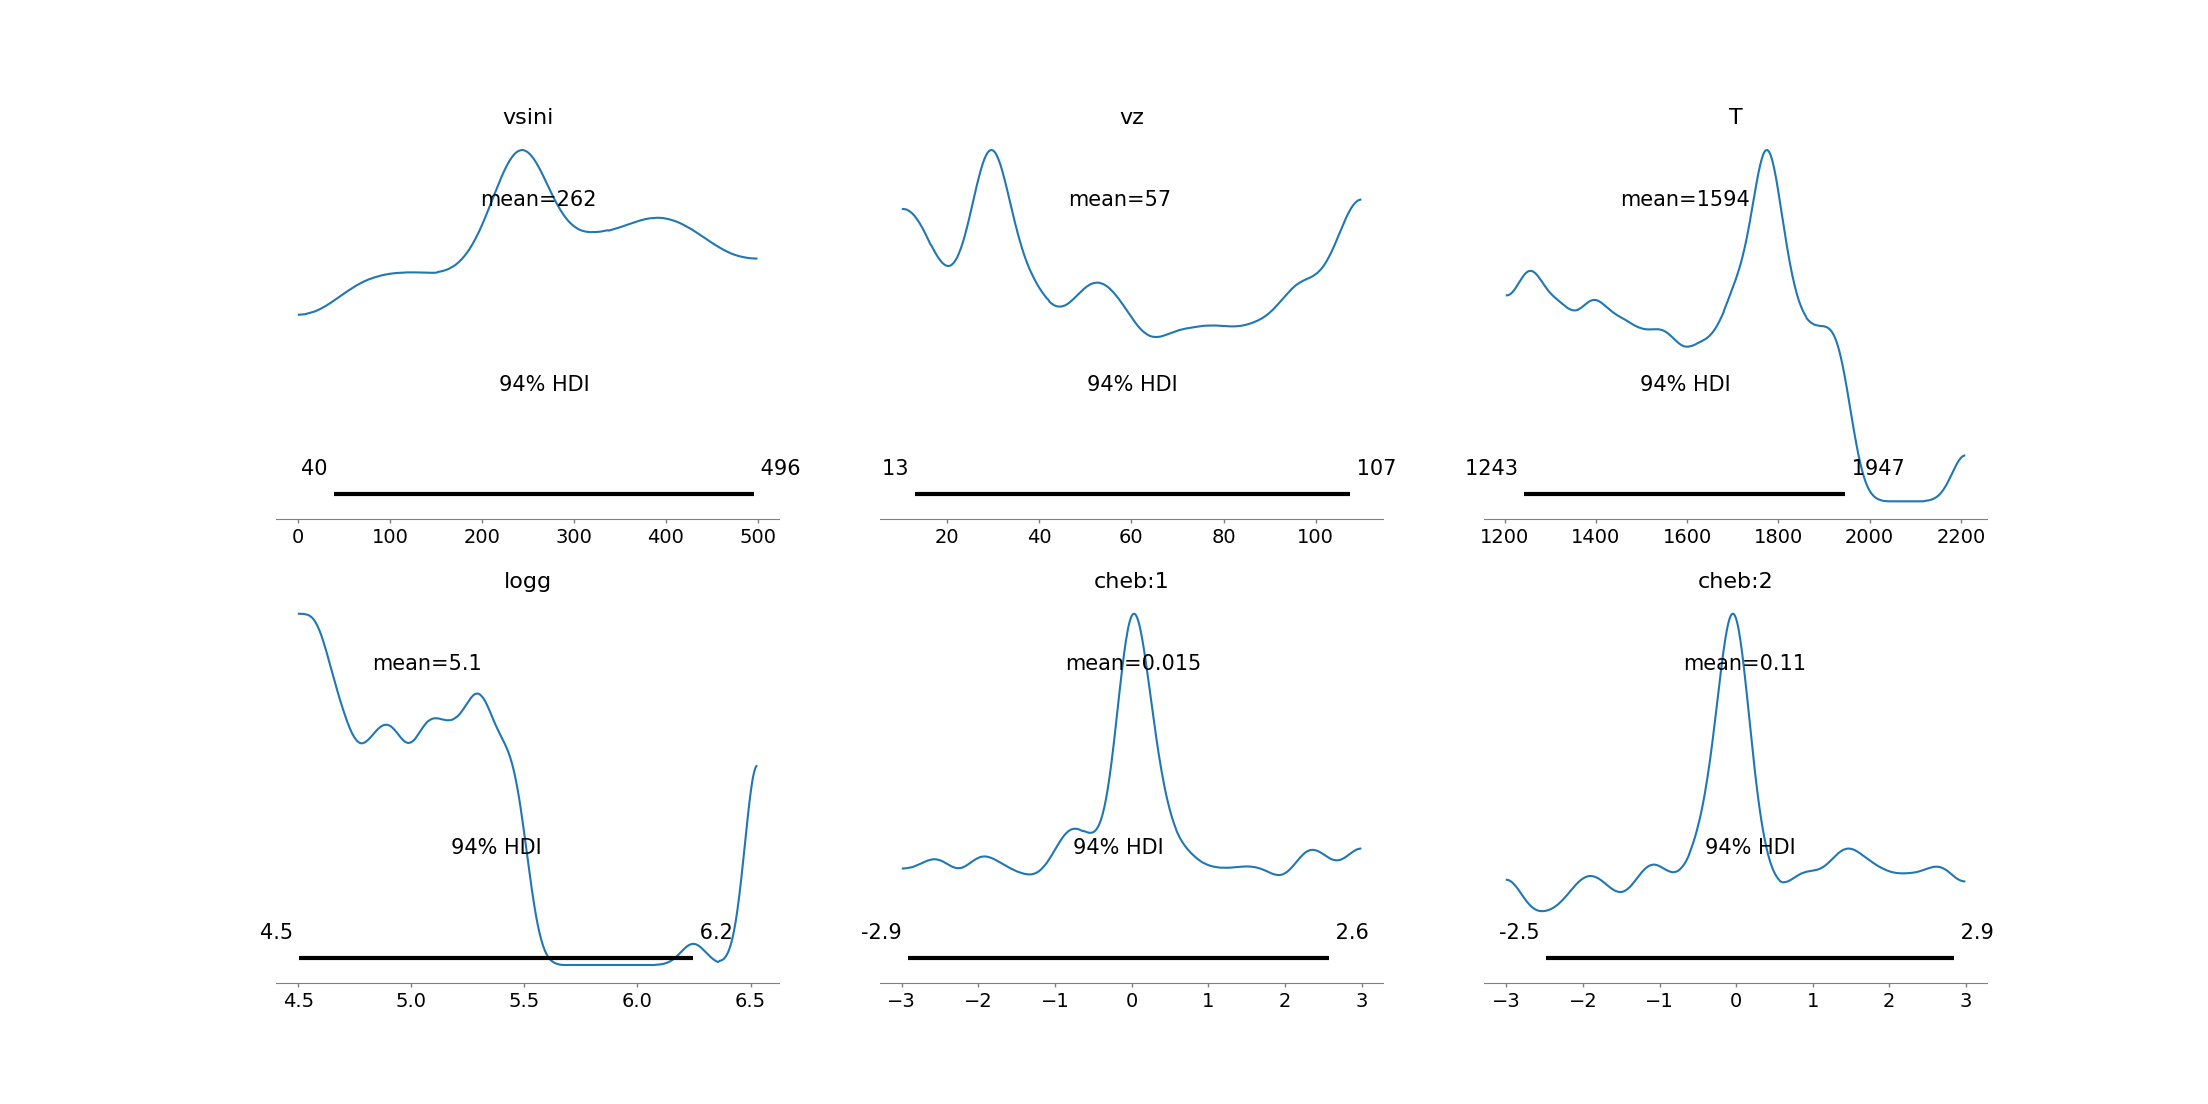 vsini
mean=262
94% HDI
40 496
0 100 200 300 400 500
vz
mean=57
94% HDI
13 107
20 40 60 80 100
T
mean=1594
94% HDI
1243 1947
1200 1400 1600 1800 2000 2200
logg
mean=5.1
94% HDI
4.5 6.2
4.5 5.0 5.5 6.0 6.5
cheb:1
mean=0.015
94% HDI
-2.9 2.6
−3 −2 −1 0 1 2 3
cheb:2
mean=0.11
94% HDI
-2.5 2.9
−3 −2 −1 0 1 2 3